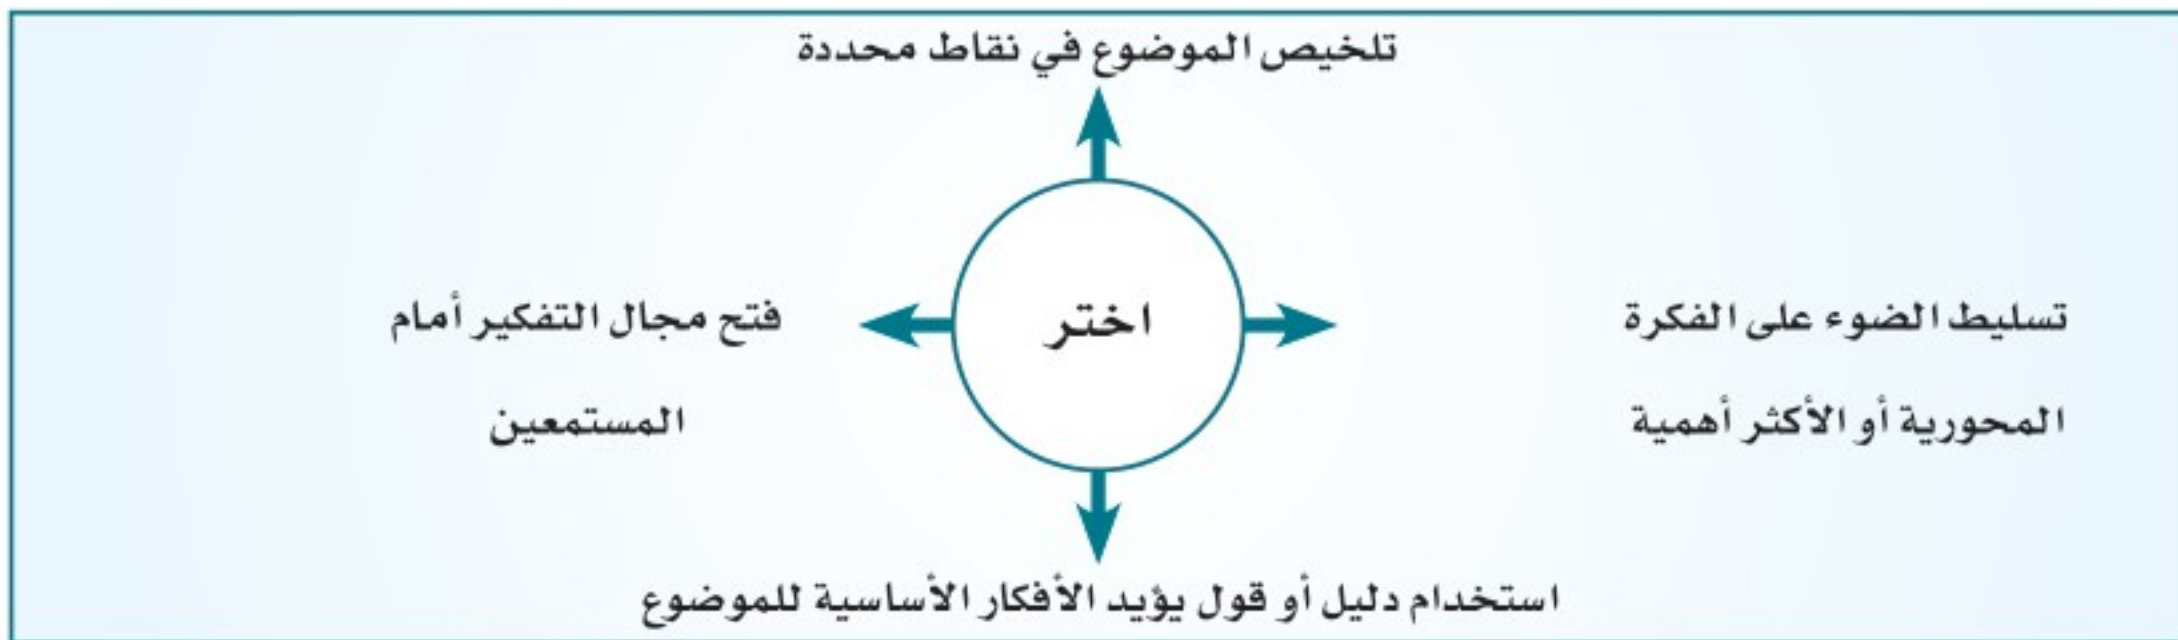 تلخيص الموضوع في نقاط محددة
تسليط الضوء على الفكرة
المحورية أو الأكثر أهمية
اختر
فتح مجال التفكير أمام
المستمعين
استخدام دليل أو قول يؤيد الأفكار الأساسية للموضوع